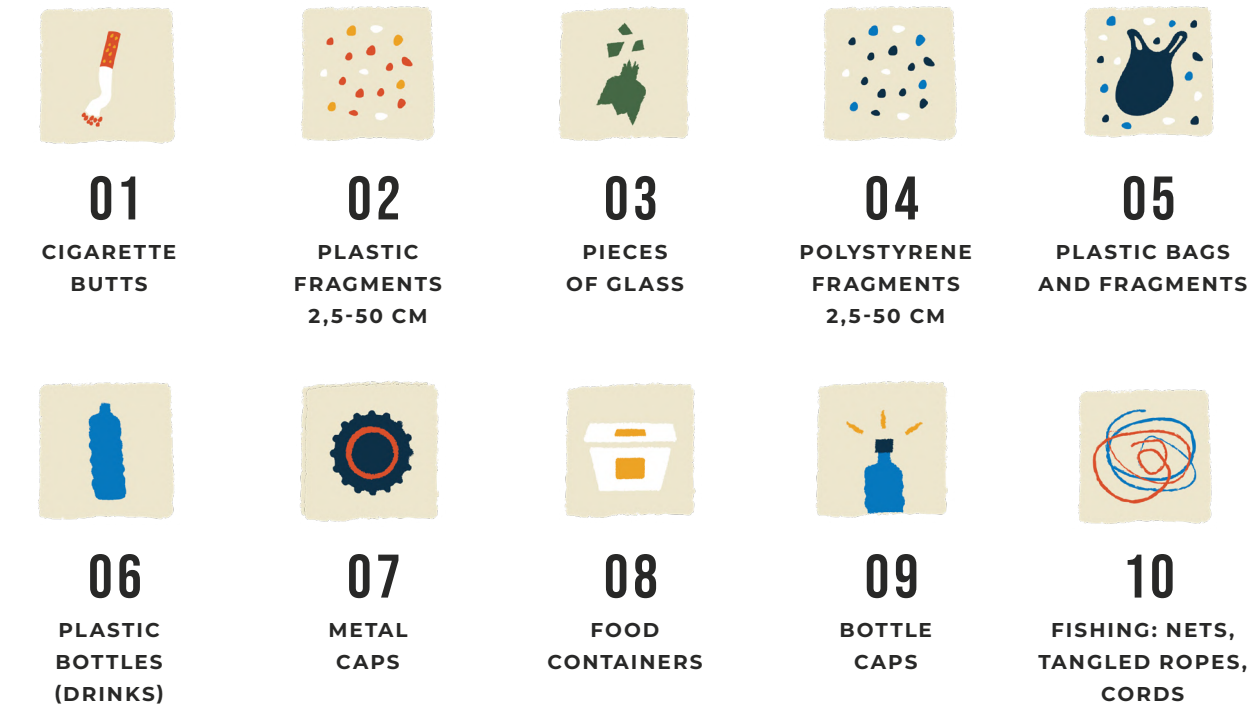 01
CIGARETTE
BUTTS
02
PLASTIC
FRAGMENTS
2,5-50 CM
03
PIECES
OF GLASS
04
POLYSTYRENE
FRAGMENTS
2,5-50 CM
05
PLASTIC BAGS
AND FRAGMENTS
06
PLASTIC
BOTTLES
(DRINKS)
07
METAL
CAPS
08
FOOD
CONTAINERS
09
BOTTLE
CAPS
10
FISHING: NETS,
TANGLED ROPES,
CORDS